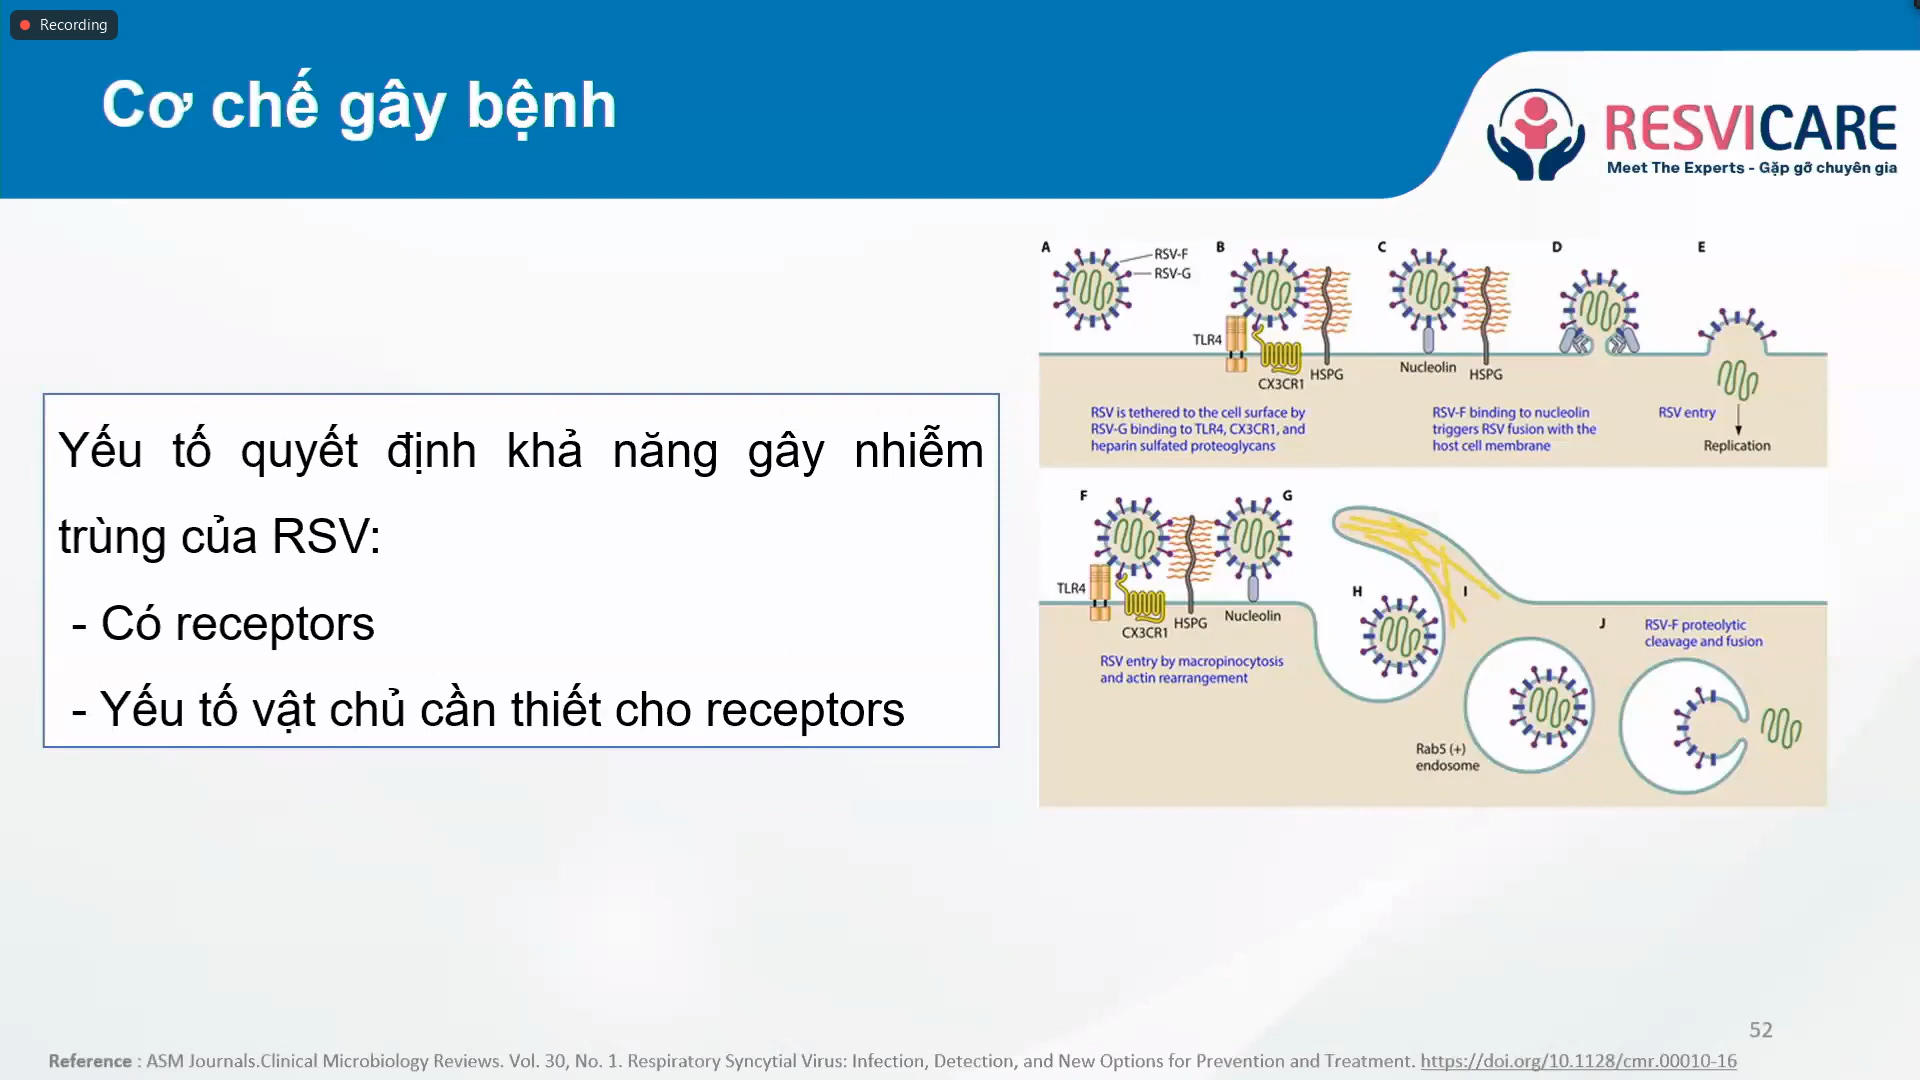 Recording
Cơ chế gây bệnh
RESVICARE
Meet The Experts - Gặp gỡ chuyên gia
Yếu tố quyết định khả năng gây nhiễm
trùng của RSV:
- Có receptors
- Yếu tố vật chủ cần thiết cho receptors
A
B
C
D
E
RSV-F
RSV-G
TLR4
CX3CR1
HSPG
Nucleolin
HSPG
RSV is tethered to the cell surface by
RSV-G binding to TLR4, CX3CR1, and
heparin sulfated proteoglycans
RSV-F binding to nucleolin
triggers RSV fusion with the
host cell membrane
RSV entry
Replication
F
G
TLR4
CX3CR1
HSPG
Nucleolin
H
I
J
RSV entry by macropinocytosis
and actin rearrangement
Rab5 (+)
endosome
RSV-F proteolytic
cleavage and fusion
52
Reference : ASM Journals.Clinical Microbiology Reviews. Vol. 30, No. 1. Respiratory Syncytial Virus: Infection, Detection, and New Options for Prevention and Treatment. https://doi.org/10.1128/cmr.00010-16